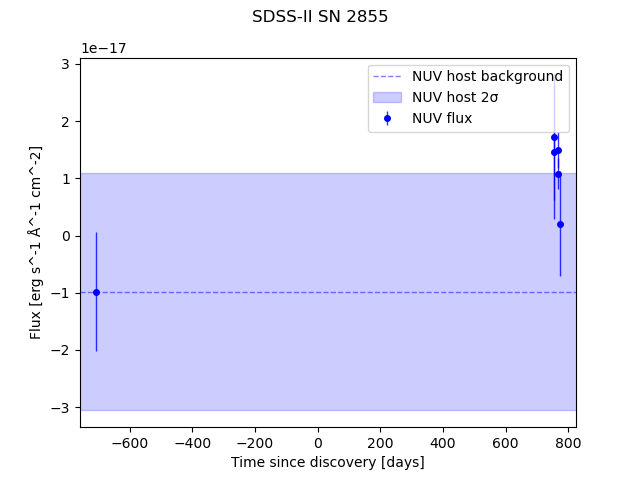 SDSS-II SN 2855
1e−17
NUV host background
NUV host 2σ
NUV flux
3
2
1
0
−1
−2
−3
Flux [erg s^-1 Å^-1 cm^-2]
−600
−400
−200
0
200
400
600
800
Time since discovery [days]